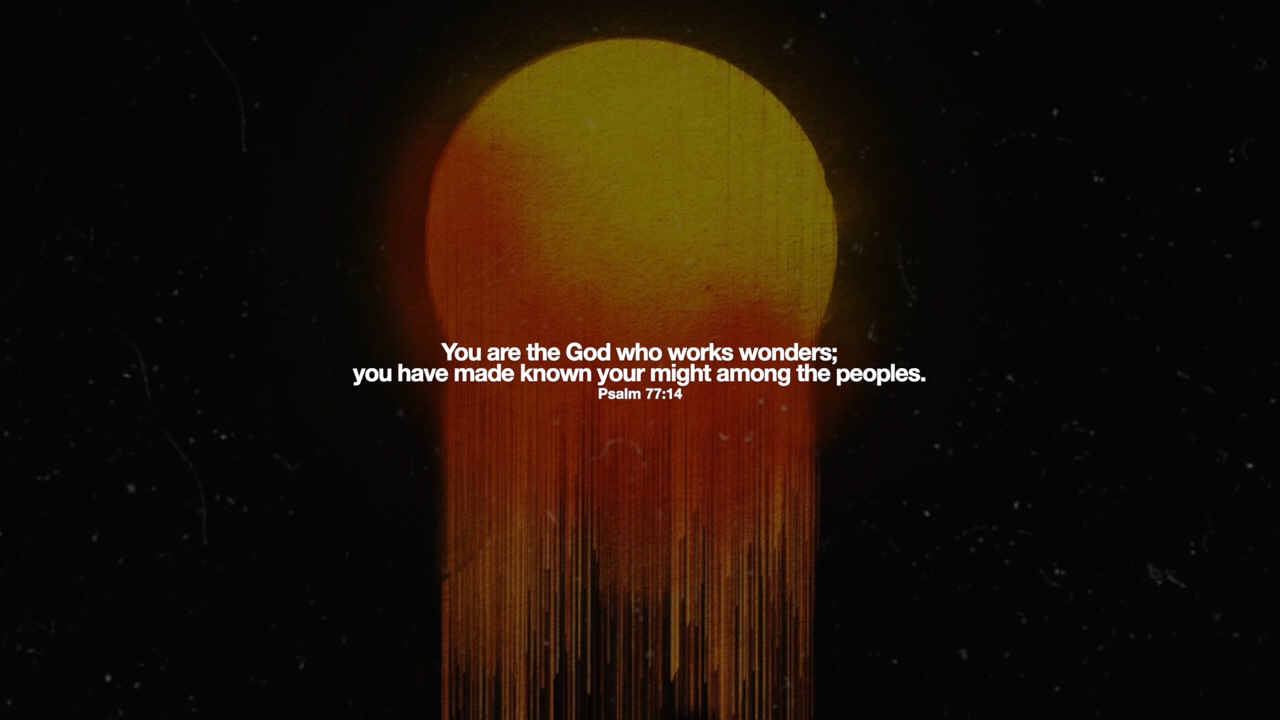 You are the God who works wonders;
you have made known your might among the peoples.
Psalm 77:14